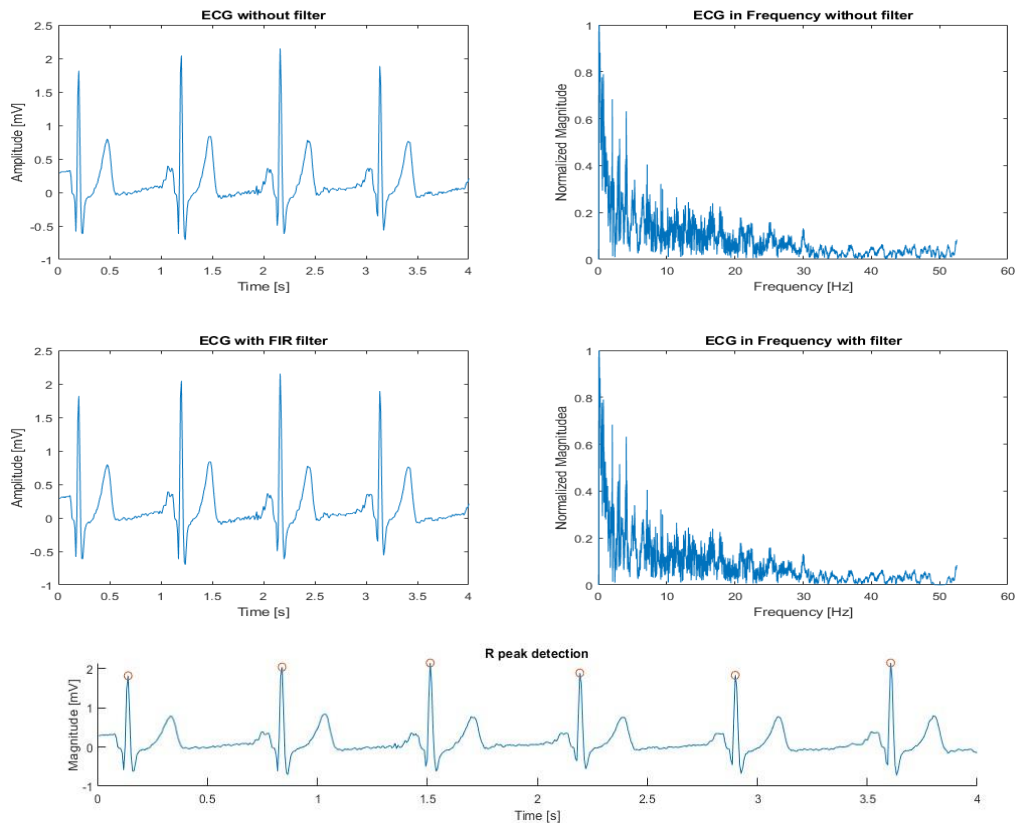 ECG without filter
2.5
2
1.5
1
0.5
0
-0.5
-1
Amplitude [mV]
0 0.5 1 1.5 2 2.5 3 3.5 4
Time [s]
ECG in Frequency without filter
1
0.8
0.6
0.4
0.2
0
Normalized Magnitude
0 10 20 30 40 50 60
Frequency [Hz]
ECG with FIR filter
2.5
2
1.5
1
0.5
0
-0.5
-1
Amplitude [mV]
0 0.5 1 1.5 2 2.5 3 3.5 4
Time [s]
ECG in Frequency with filter
1
0.8
0.6
0.4
0.2
0
Normalized Magnitudea
0 10 20 30 40 50 60
Frequency [Hz]
R peak detection
2
1
0
-1
Magnitude [mV]
0 0.5 1 1.5 2 2.5 3 3.5 4
Time [s]